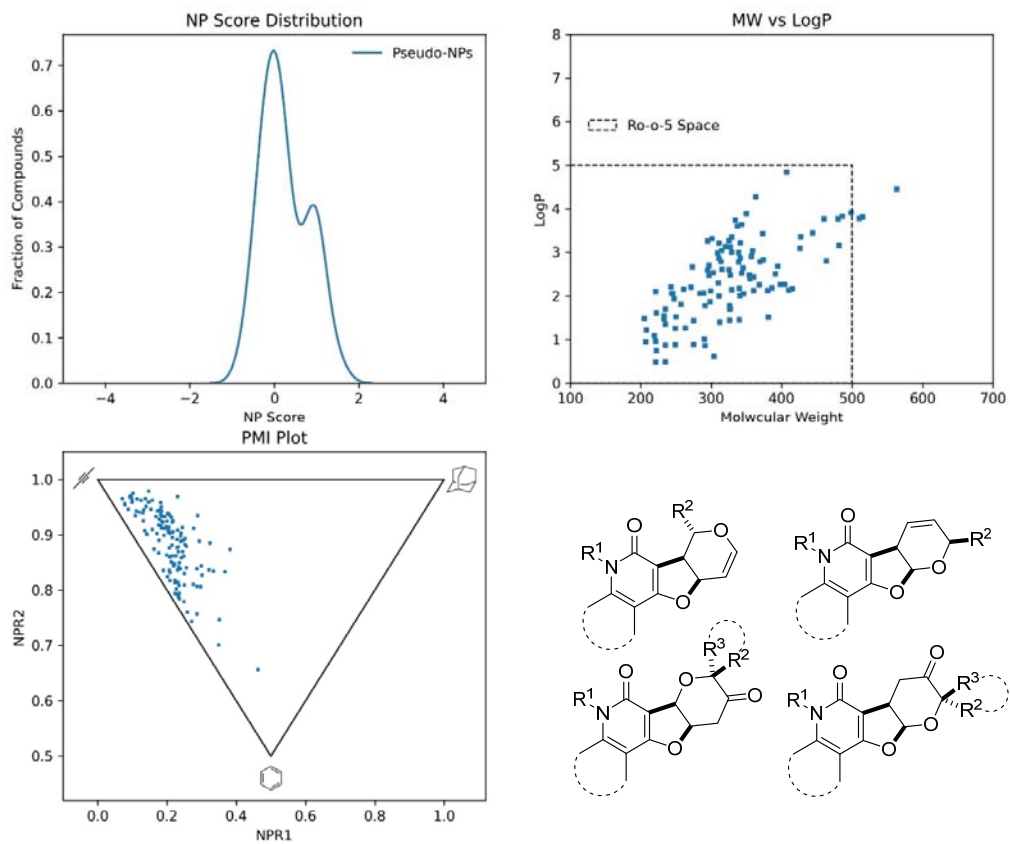 NP Score Distribution
Pseudo-NPs
Fraction of Compounds
0.7
0.6
0.5
0.4
0.3
0.2
0.1
0.0
−4
−2
0
2
4
NP Score
MW vs LogP
Ro-o-5 Space
LogP
8
7
6
5
4
3
2
1
0
100
200
300
400
500
600
700
Molwcular Weight
PMI Plot
NPR2
1.0
0.9
0.8
0.7
0.6
0.5
0.0
0.2
0.4
0.6
0.8
1.0
NPR1
R2
O
O
R1
N
O
O
R1
N
R2
O
O
R3
R2
O
O
R1
N
O
O
O
R3
O
R1
N
R2
O
O